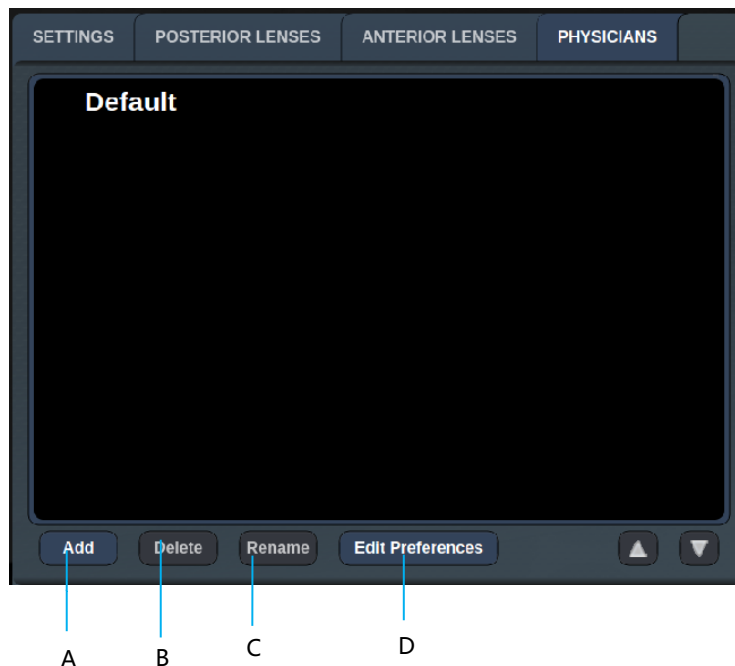 SETTINGS POSTERIOR LENSES ANTERIOR LENSES PHYSICIANS
Default
Add Delete Rename Edit Preferences
A B C D